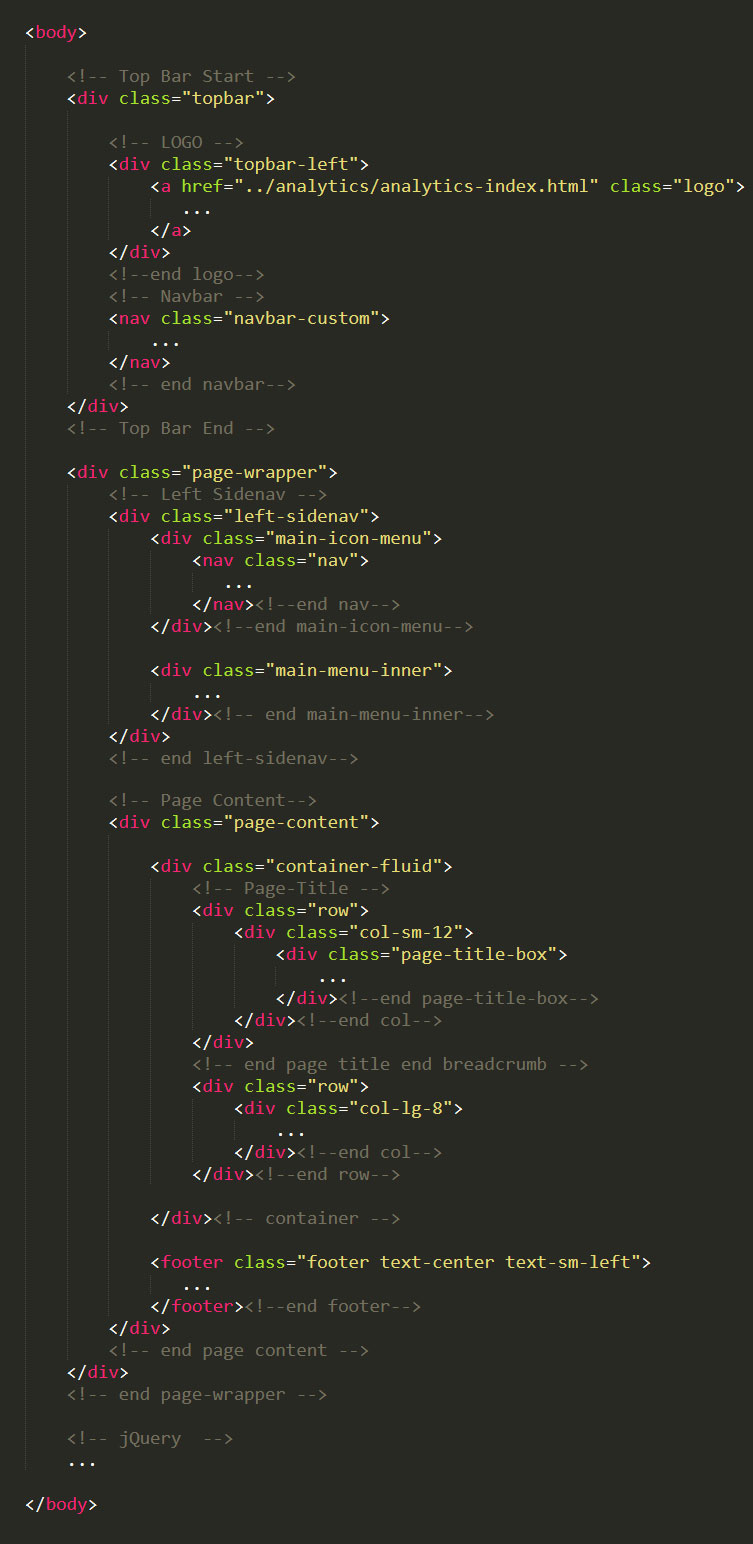 <body>
<!-- Top Bar Start -->
<div class="topbar">
<!-- LOGO -->
<div class="topbar-left">
<a href="../analytics/analytics-index.html" class="logo">
...
</a>
</div>
<!--end logo-->
<!-- Navbar -->
<nav class="navbar-custom">
...
</nav>
<!-- end navbar-->
</div>
<!-- Top Bar End -->
<div class="page-wrapper">
<!-- Left Sidenav -->
<div class="left-sidenav">
<div class="main-icon-menu">
<nav class="nav">
...
</nav><!--end nav-->
</div><!--end main-icon-menu-->
<div class="main-menu-inner">
...
</div><!-- end main-menu-inner-->
</div>
<!-- end left-sidenav-->
<!-- Page Content-->
<div class="page-content">
<div class="container-fluid">
<!-- Page-Title -->
<div class="row">
<div class="col-sm-12">
<div class="page-title-box">
...
</div><!--end page-title-box-->
</div><!--end col-->
</div>
<!-- end page title end breadcrumb -->
<div class="row">
<div class="col-lg-8">
...
</div><!--end col-->
</div><!--end row-->
</div><!-- container -->
<footer class="footer text-center text-sm-left">
...
</footer><!--end footer-->
</div>
<!-- end page content -->
</div>
<!-- end page-wrapper -->
<!-- jQuery  -->
...
</body>